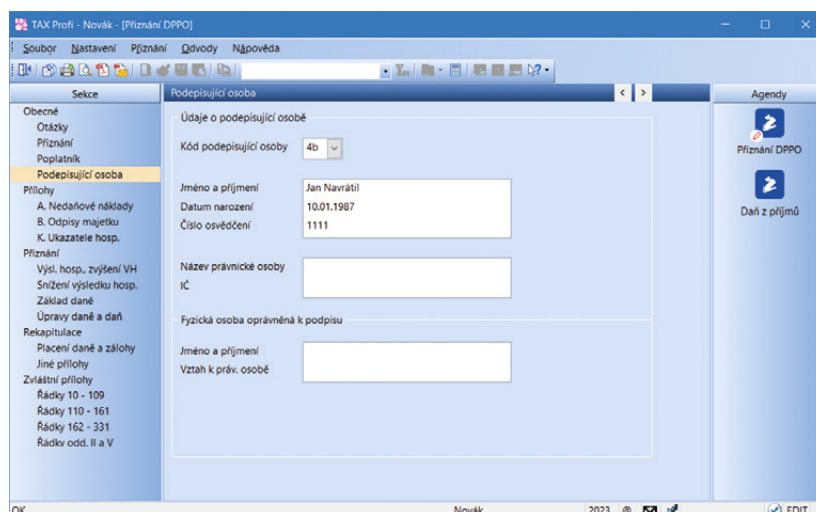 TAX Profi - Novák - [Přiznání DPPO]
Soubor Nastavení Přiznání Odvody Nápověda
Sekce
Obecné
Otázky
Přiznání
Poplatník
Podepisující osoba
Přílohy
A. Nedaňové náklady
B. Odpisy majetku
K. Ukazatele hosp.
Přiznání
Výsl. hosp., zvýšení VH
Snížení výsledku hosp.
Základ daně
Úpravy daně a daň
Rekapitulace
Placení daně a zálohy
Jiné přílohy
Zvláštní přílohy
Řádky 10 - 109
Řádky 110 - 161
Řádky 162 - 331
Řádky odd. II a V
Podepisující osoba
Údaje o podepisující osobě
Kód podepisující osoby 4b
Jméno a příjmení Jan Navrátil
Datum narození 10.01.1987
Číslo osvědčení 1111
Název právnické osoby
IČ
Fyzická osoba oprávněná k podpisu
Jméno a příjmení
Vztah k práv. osobě
Agendy
Přiznání DPPO
Daň z příjmů
OK Novák 2023 @ EDIT